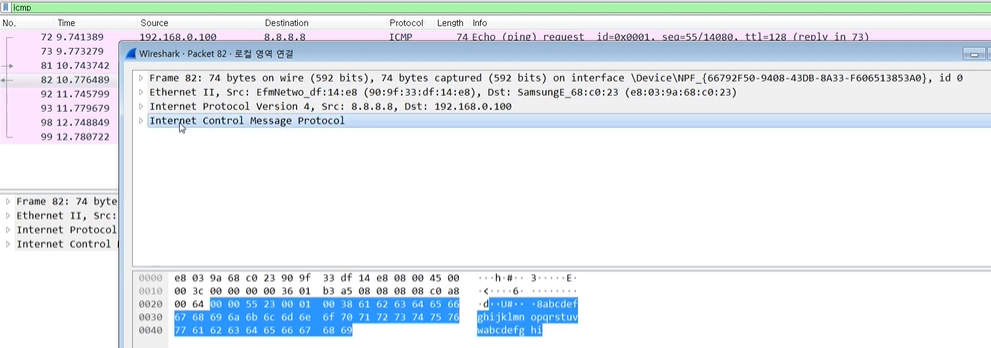 icmp
No. Time Source Destination Protocol Length Info
72 9.741389 192.168.0.100 8.8.8.8 ICMP 74 Echo (ping) request id=0x0001, seq=55/14080, ttl=128 (reply in 73)
73 9.773279
81 10.743742
82 10.776489
92 11.745799
93 11.779679
98 12.748849
99 12.780722
Wireshark · Packet 82 · 로컬 영역 연결
Frame 82: 74 bytes on wire (592 bits), 74 bytes captured (592 bits) on interface \Device\NPF_{66792F50-9408-43DB-8A33-F606513853A0}, id 0
Ethernet II, Src: EfmNetwo_df:14:e8 (90:9f:33:df:14:e8), Dst: SamsungE_68:c0:23 (e8:03:9a:68:c0:23)
Internet Protocol Version 4, Src: 8.8.8.8, Dst: 192.168.0.100
Internet Control Message Protocol
Frame 82: 74 byte
Ethernet II, Src:
Internet Protocol
Internet Control
0000 e8 03 9a 68 c0 23 90 9f 33 df 14 e8 08 00 45 00 ···h·#·· 3·····E·
0010 00 3c 00 00 00 00 36 01 b3 a5 08 08 08 08 c0 a8 ·<····6· ········
0020 00 64 00 00 55 23 00 01 00 38 61 62 63 64 65 66 ·d··U#·· ·8abcdef
0030 67 68 69 6a 6b 6c 6d 6e 6f 70 71 72 73 74 75 76 ghijklmn opqrstuv
0040 77 61 62 63 64 65 66 67 68 69 wabcdefg hi